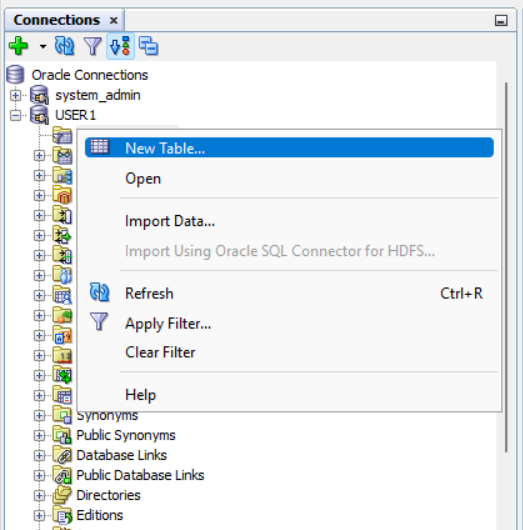 Connections ×
Oracle Connections
system_admin
USER1
New Table...
Open
Import Data...
Import Using Oracle SQL Connector for HDFS...
Refresh Ctrl+R
Apply Filter...
Clear Filter
Help
Synonyms
Public Synonyms
Database Links
Public Database Links
Directories
Editions